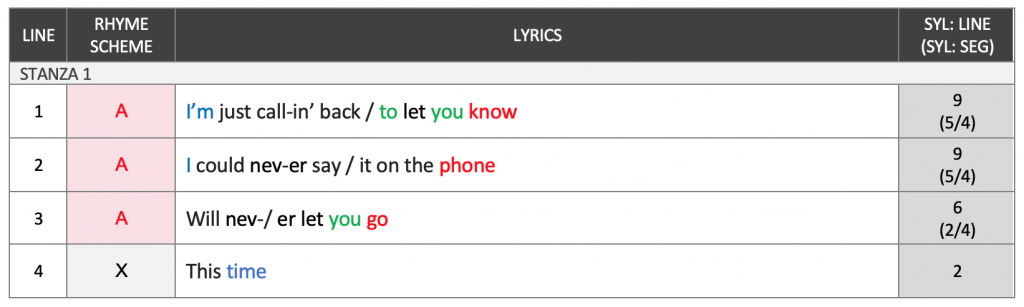 LINE RHYME SCHEME LYRICS SYL: LINE (SYL: SEG)
STANZA 1
1 A I’m just call-in’ back / to let you know 9 (5/4)
2 A I could nev-er say / it on the phone 9 (5/4)
3 A Will nev-/ er let you go 6 (2/4)
4 X This time 2